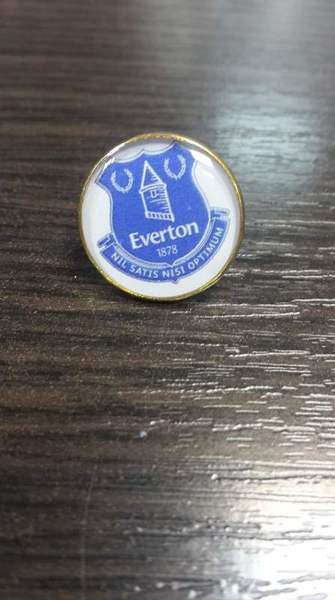 Everton
1878
NIL SATIS NISI OPTIMUM